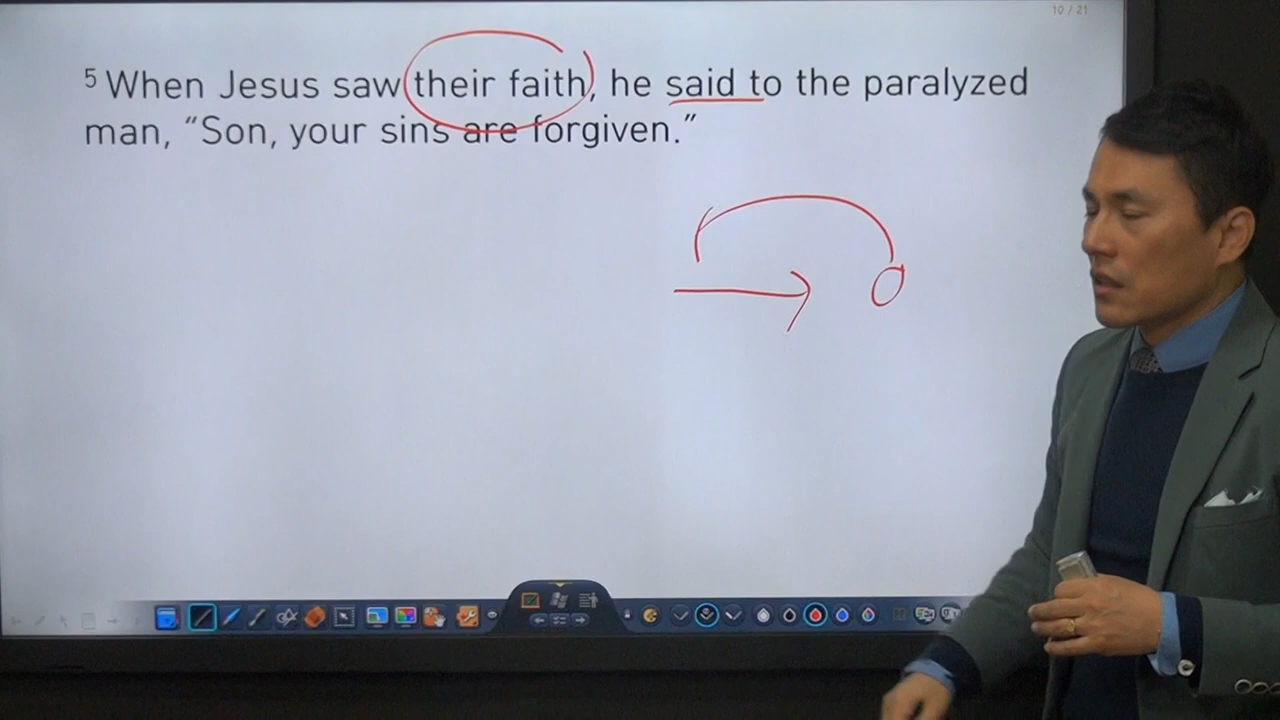 10 / 21
5 When Jesus saw their faith, he said to the paralyzed
man, “Son, your sins are forgiven.”